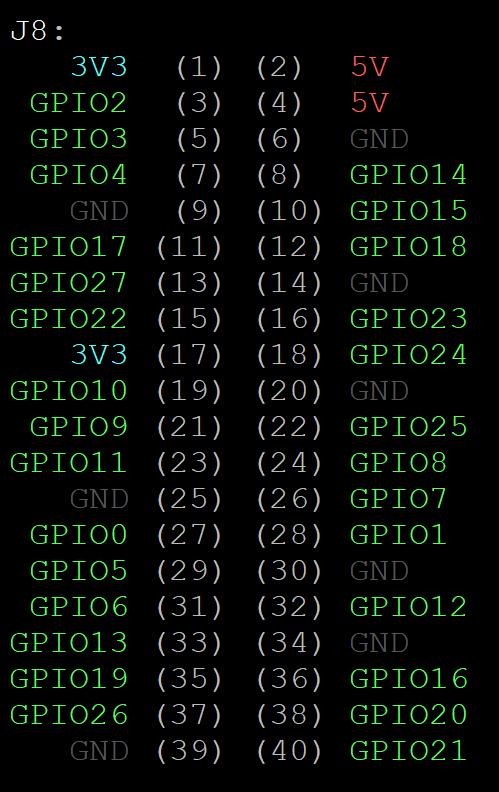 J8:
3V3 (1) (2) 5V
GPIO2 (3) (4) 5V
GPIO3 (5) (6) GND
GPIO4 (7) (8) GPIO14
GND (9) (10) GPIO15
GPIO17 (11) (12) GPIO18
GPIO27 (13) (14) GND
GPIO22 (15) (16) GPIO23
3V3 (17) (18) GPIO24
GPIO10 (19) (20) GND
GPIO9 (21) (22) GPIO25
GPIO11 (23) (24) GPIO8
GND (25) (26) GPIO7
GPIO0 (27) (28) GPIO1
GPIO5 (29) (30) GND
GPIO6 (31) (32) GPIO12
GPIO13 (33) (34) GND
GPIO19 (35) (36) GPIO16
GPIO26 (37) (38) GPIO20
GND (39) (40) GPIO21